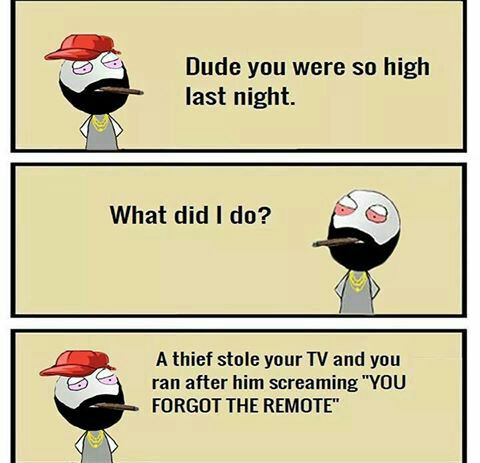 Dude you were so high
last night.
What did I do?
A thief stole your TV and you
ran after him screaming "YOU
FORGOT THE REMOTE"